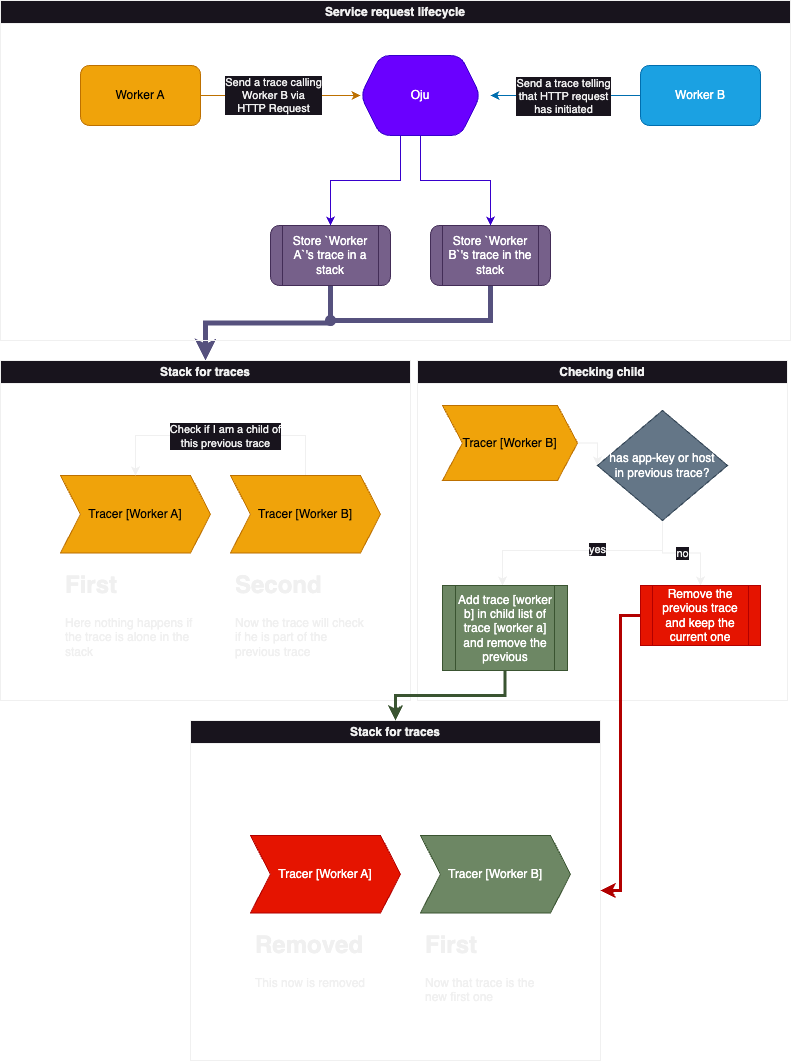 Service request lifecycle
Worker A
Send a trace calling
Worker B via
HTTP Request
Oju
Send a trace telling
that HTTP request
has initiated
Worker B
Store `Worker
A`'s trace in a
stack
Store `Worker
B`'s trace in the
stack
Stack for traces
Check if I am a child of
this previous trace
Tracer [Worker A]
Tracer [Worker B]
First
Here nothing happens if
the trace is alone in the
stack
Second
Now the trace will check
if he is part of the
previous trace
Checking child
Tracer [Worker B]
has app-key or host
in previous trace?
yes
no
Add trace [worker
b] in child list of
trace [worker a]
and remove the
previous
Remove the
previous trace
and keep the
current one
Stack for traces
Tracer [Worker A]
Tracer [Worker B]
Removed
This now is removed
First
Now that trace is the
new first one